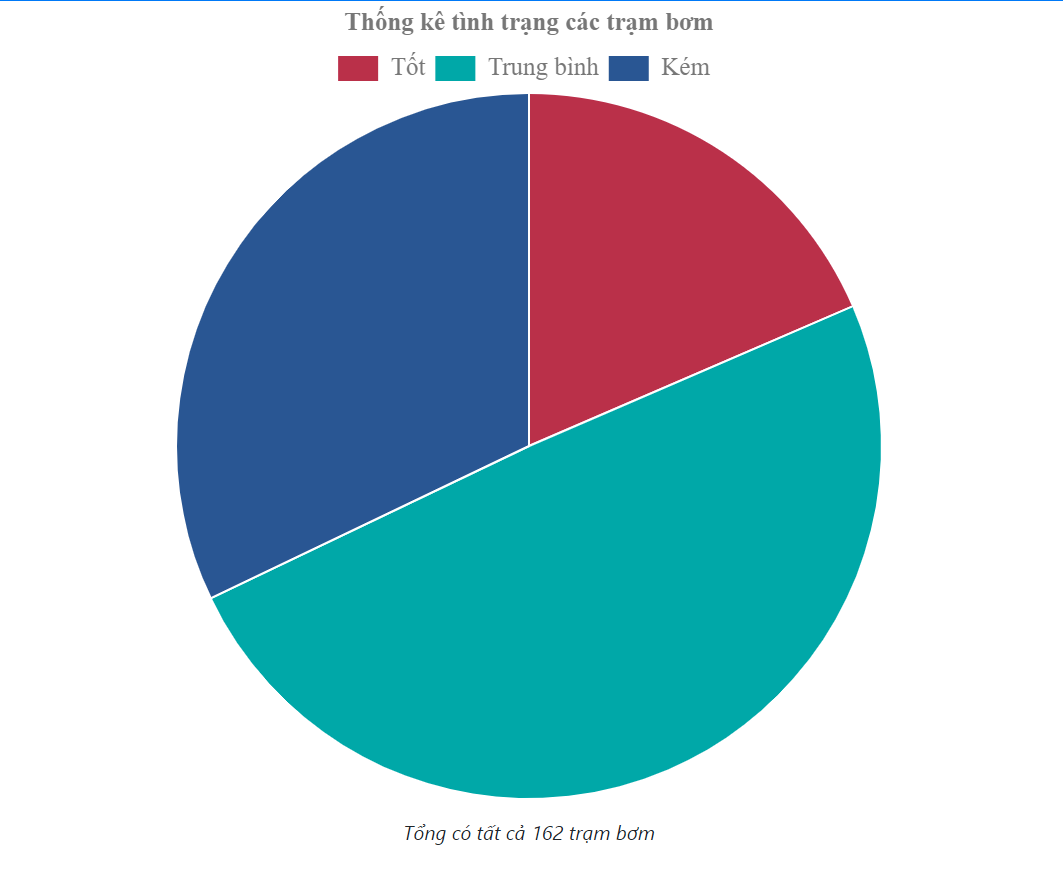 Thống kê tình trạng các trạm bơm
Tốt Trung bình Kém
Tổng có tất cả 162 trạm bơm